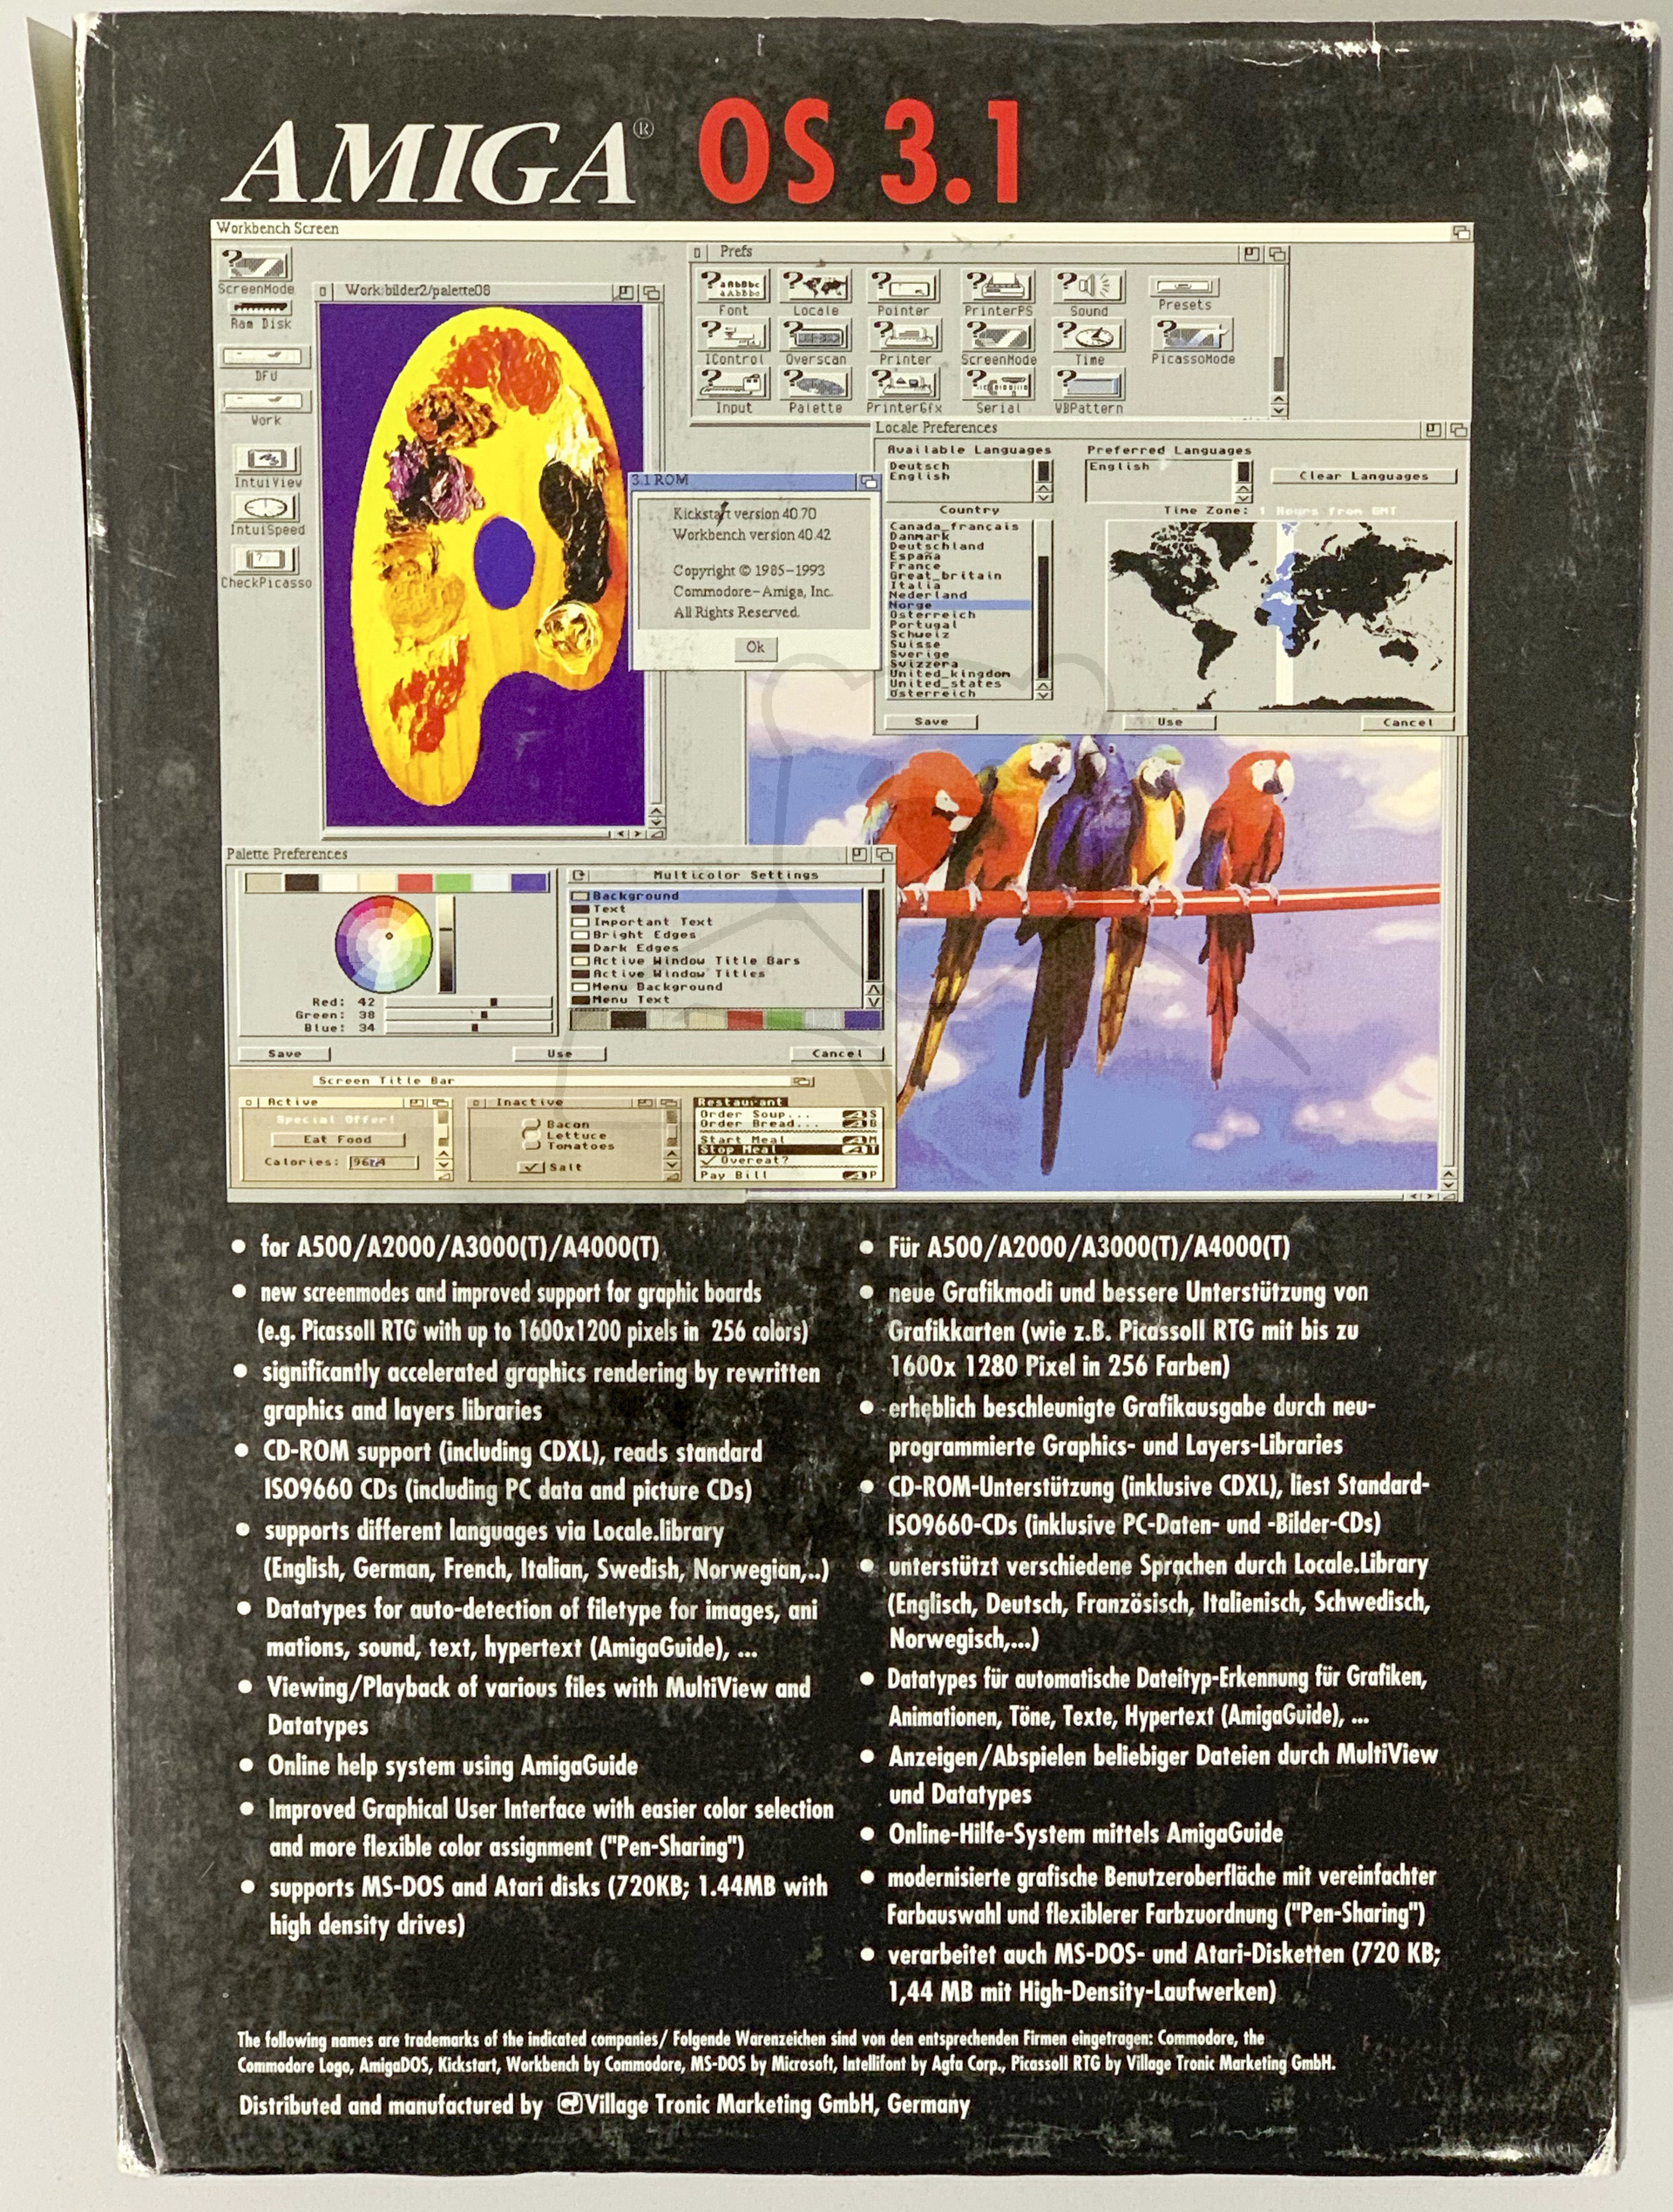 AMIGA® OS 3.1
Workbench Screen
ScreenMode
Ram Disk
DF0
Work
IntuiView
IntuiSpeed
CheckPicasso
Work:bilder2/palette08
Prefs
Font Locale Pointer PrinterPS Sound Presets
IControl Overscan Printer ScreenMode Time PicassoMode
Input Palette PrinterGfx Serial WBPattern
3.1 ROM
Kickstart version 40.70
Workbench version 40.42
Copyright © 1985-1993
Commodore-Amiga, Inc.
All Rights Reserved.
Ok
Locale Preferences
Available Languages
Deutsch
English
Preferred Languages
English
Clear Languages
Country
Canada_français
Danmark
Deutschland
España
France
Great_britain
Italia
Nederland
Norge
Österreich
Portugal
Schweiz
Suisse
Sverige
Svizzera
United_kingdom
United_states
österreich
Time Zone: 1 Hours from GMT
Save Use Cancel
Palette Preferences
Red: 42
Green: 38
Blue: 34
Multicolor Settings
Background
Text
Important Text
Bright Edges
Dark Edges
Active Window Title Bars
Active Window Titles
Menu Background
Menu Text
Save Use Cancel
Screen Title Bar
Active
Special Offer!
Eat Food
Calories:
Inactive
Bacon
Lettuce
Tomatoes
Salt
Restaurant
Order Soup... A S
Order Bread... A B
Start Meal A M
Stop Meal A T
Overeat?
Pay Bill A P
• for A500/A2000/A3000(T)/A4000(T)
• new screenmodes and improved support for graphic boards
(e.g. PicassoII RTG with up to 1600x1200 pixels in 256 colors)
• significantly accelerated graphics rendering by rewritten
graphics and layers libraries
• CD-ROM support (including CDXL), reads standard
ISO9660 CDs (including PC data and picture CDs)
• supports different languages via Locale.library
(English, German, French, Italian, Swedish, Norwegian,..)
• Datatypes for auto-detection of filetype for images, ani
mations, sound, text, hypertext (AmigaGuide), ...
• Viewing/Playback of various files with MultiView and
Datatypes
• Online help system using AmigaGuide
• Improved Graphical User Interface with easier color selection
and more flexible color assignment ("Pen-Sharing")
• supports MS-DOS and Atari disks (720KB; 1.44MB with
high density drives)
• Für A500/A2000/A3000(T)/A4000(T)
• neue Grafikmodi und bessere Unterstützung von
Grafikkarten (wie z.B. PicassoII RTG mit bis zu
1600x 1280 Pixel in 256 Farben)
• erheblich beschleunigte Grafikausgabe durch neu-
programmierte Graphics- und Layers-Libraries
• CD-ROM-Unterstützung (inklusive CDXL), liest Standard-
ISO9660-CDs (inklusive PC-Daten- und -Bilder-CDs)
• unterstützt verschiedene Sprachen durch Locale.Library
(Englisch, Deutsch, Französisch, Italienisch, Schwedisch,
Norwegisch,...)
• Datatypes für automatische Dateityp-Erkennung für Grafiken,
Animationen, Töne, Texte, Hypertext (AmigaGuide), ...
• Anzeigen/Abspielen beliebiger Dateien durch MultiView
und Datatypes
• Online-Hilfe-System mittels AmigaGuide
• modernisierte grafische Benutzeroberfläche mit vereinfachter
Farbauswahl und flexiblerer Farbzuordnung ("Pen-Sharing")
• verarbeitet auch MS-DOS- und Atari-Disketten (720 KB;
1,44 MB mit High-Density-Laufwerken)
The following names are trademarks of the indicated companies/ Folgende Warenzeichen sind von den entsprechenden Firmen eingetragen: Commodore, the
Commodore Logo, AmigaDOS, Kickstart, Workbench by Commodore, MS-DOS by Microsoft, Intellifont by Agfa Corp., PicassoII RTG by Village Tronic Marketing GmbH.
Distributed and manufactured by Village Tronic Marketing GmbH, Germany